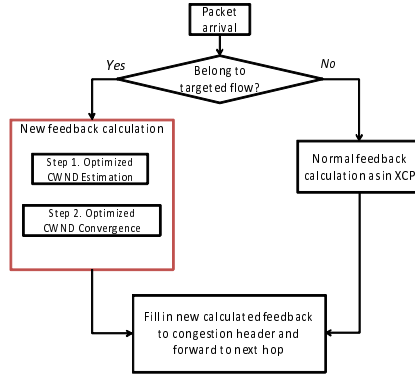 Packet
arrival
Yes
No
Belong to
targeted flow?
New feedback calculation
Step 1. Optimized
CWND Estimation
Step 2. Optimized
CWND Convergence
Normal feedback
calculation as in XCP
Fill in new calculated feedback
to congestion header and
forward to next hop